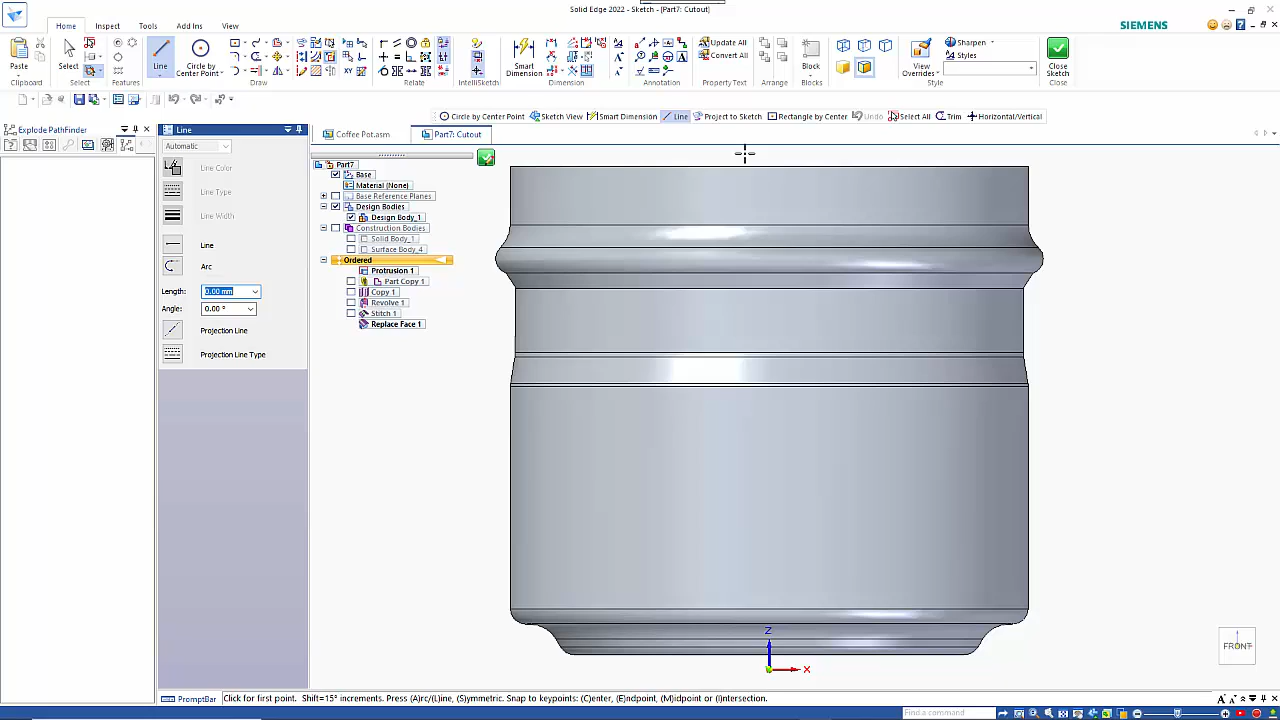 Solid Edge 2022 - Sketch - [Part7: Cutout]
Home Inspect Tools Add Ins View
SIEMENS
Paste
Select
Line
Circle by
Center Point
Smart
Dimension
Update All
Convert All
Block
View
Overrides
Sharpen
Styles
Close
Sketch
Clipboard Select Features Draw Relate IntelliSketch Dimension Annotation Property Text Arrange Blocks Style Close
Circle by Center Point Sketch View Smart Dimension Line Project to Sketch Rectangle by Center Undo Select All Trim Horizontal/Vertical
Explode PathFinder
Line
Coffee Pot.asm
Part7: Cutout
Automatic
Line Color
Line Type
Line Width
Line
Arc
Length: 0.00 mm
Angle: 0.00 °
Projection Line
Projection Line Type
Part7
Base
Material (None)
Base Reference Planes
Design Bodies
Design Body_1
Construction Bodies
Solid Body_1
Surface Body_4
Ordered
Protrusion 1
Part Copy 1
Copy 1
Revolve 1
Stitch 1
Replace Face 1
Z
X
FRONT
PromptBar
Click for first point. Shift=15° increments. Press (A)rc/(L)ine, (S)ymmetric. Snap to keypoints: (C)enter, (E)ndpoint, (M)idpoint or (I)ntersection.
Find a command